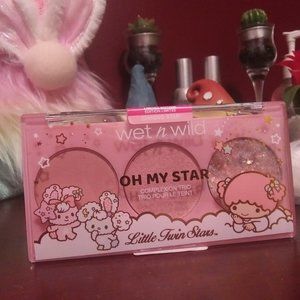 wet n wild
OH MY STAR
COMPLEXION TRIO
TRIO POUR LE TEINT
Little Twin Stars